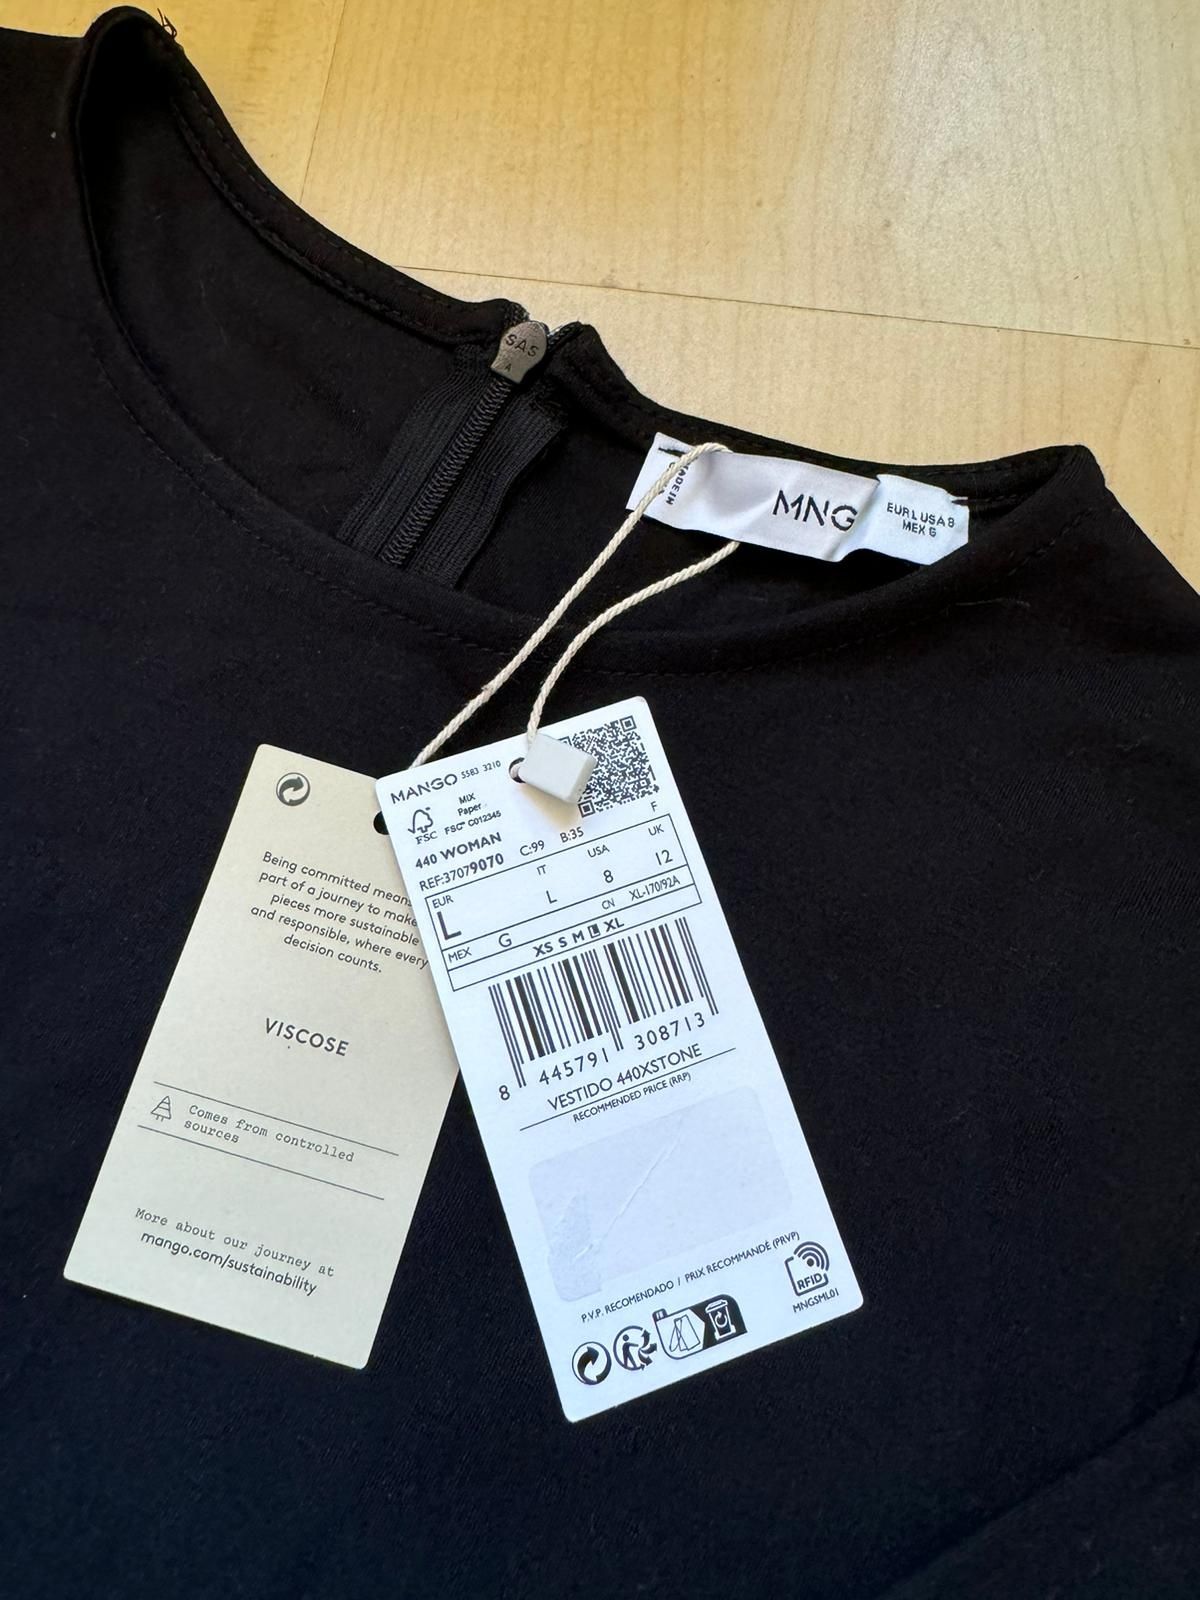 SAS
A
MADE IN
MNG
EUR L USA 8
MEX G
Being committed means
part of a journey to make
pieces more sustainable
and responsible, where every
decision counts.
VISCOSE
Comes from controlled
sources
More about our journey at
mango.com/sustainability
MANGO 5583 3210
FSC
MIX
Paper
FSC™ C012345
440 WOMAN C:99 B:35 F
REF:37079070
EUR L IT L USA 8 UK 12
MEX G CN XL-170/92A
XS S M L XL
8 445791 308713
VESTIDO 440XSTONE
RECOMMENDED PRICE (RRP)
P.V.P. RECOMENDADO / PRIX RECOMMANDÉ (PRVP)
RFID
MNGSML01